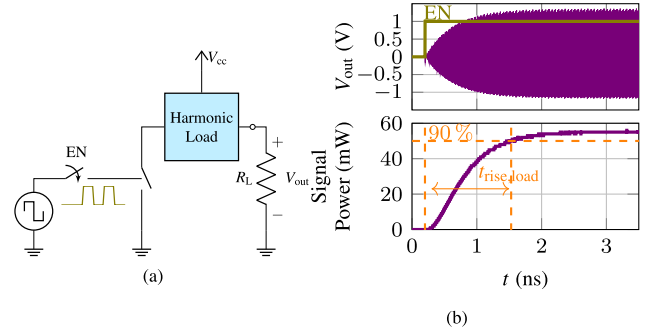 V_cc
Harmonic
Load
EN
R_L
+
V_out
−
(a)
EN
1
0.5
0
−0.5
−1
V_out (V)
60
40
20
0
Signal
Power (mW)
90 %
t_rise load
0 1 2 3
t (ns)
(b)